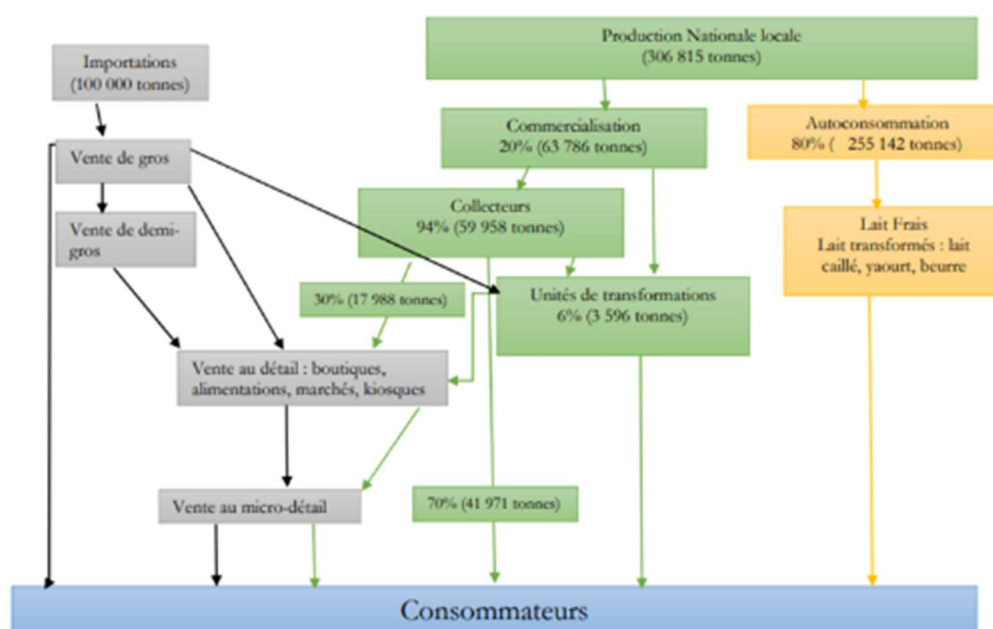 Production Nationale locale
(306 815 tonnes)
Importations
(100 000 tonnes)
Commercialisation
20% (63 786 tonnes)
Autoconsommation
80% ( 255 142 tonnes)
Vente de gros
Collecteurs
94% (59 958 tonnes)
Vente de demi-
gros
Lait Frais
Lait transformés : lait
caillé, yaourt, beurre
30% (17 988 tonnes)
Unités de transformations
6% (3 596 tonnes)
Vente au détail : boutiques,
alimentations, marchés, kiosques
Vente au micro-détail
70% (41 971 tonnes)
Consommateurs